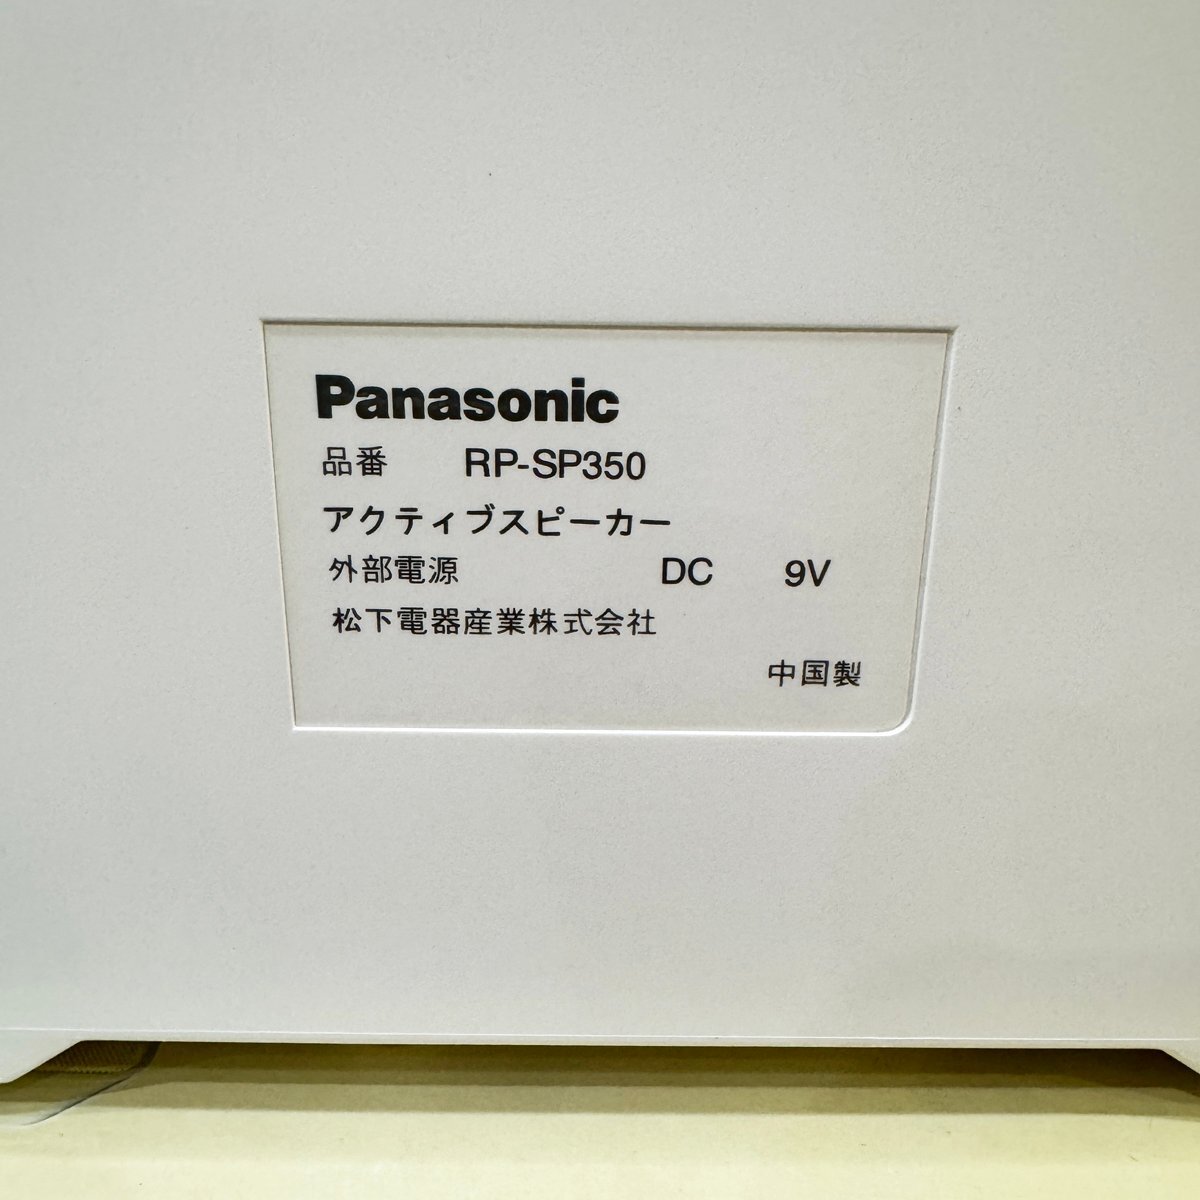 Panasonic
品番 RP-SP350
アクティブスピーカー
外部電源 DC 9V
松下電器産業株式会社
中国製